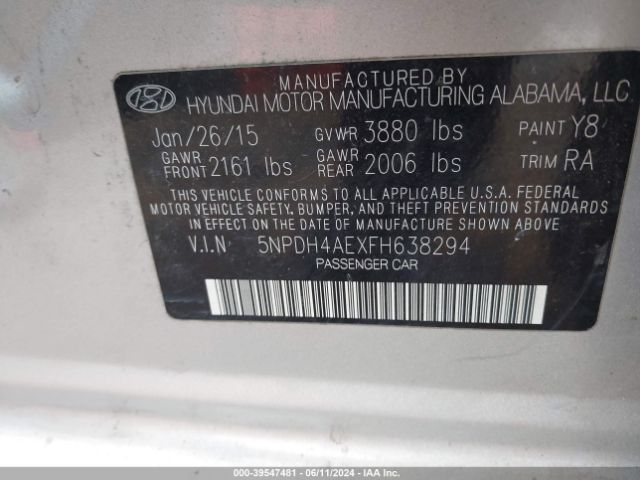 MANUFACTURED BY
HYUNDAI MOTOR MANUFACTURING ALABAMA, LLC
Jan/26/15 GVWR 3880 lbs PAINT Y8
GAWR FRONT 2161 lbs GAWR REAR 2006 lbs TRIM RA
THIS VEHICLE CONFORMS TO ALL APPLICABLE U.S.A. FEDERAL
MOTOR VEHICLE SAFETY, BUMPER, AND THEFT PREVENTION STANDARDS
IN EFFECT ON THE DATE OF MANUFACTURE SHOWN ABOVE
V.I.N 5NPDH4AEXFH638294
PASSENGER CAR
000-39547481 - 06/11/2024 - IAAI.COM